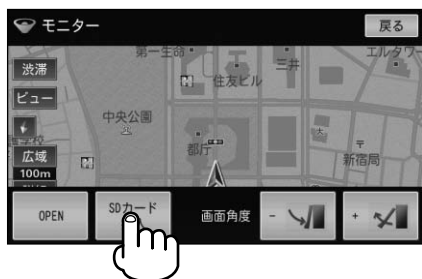 モニター
戻る
第一生命
エルタワー
渋滞
三井
住友ビル
ビュー
中央公園
都庁
〒
広域
新宿局
100m
OPEN
SDカード
画面角度
-
+